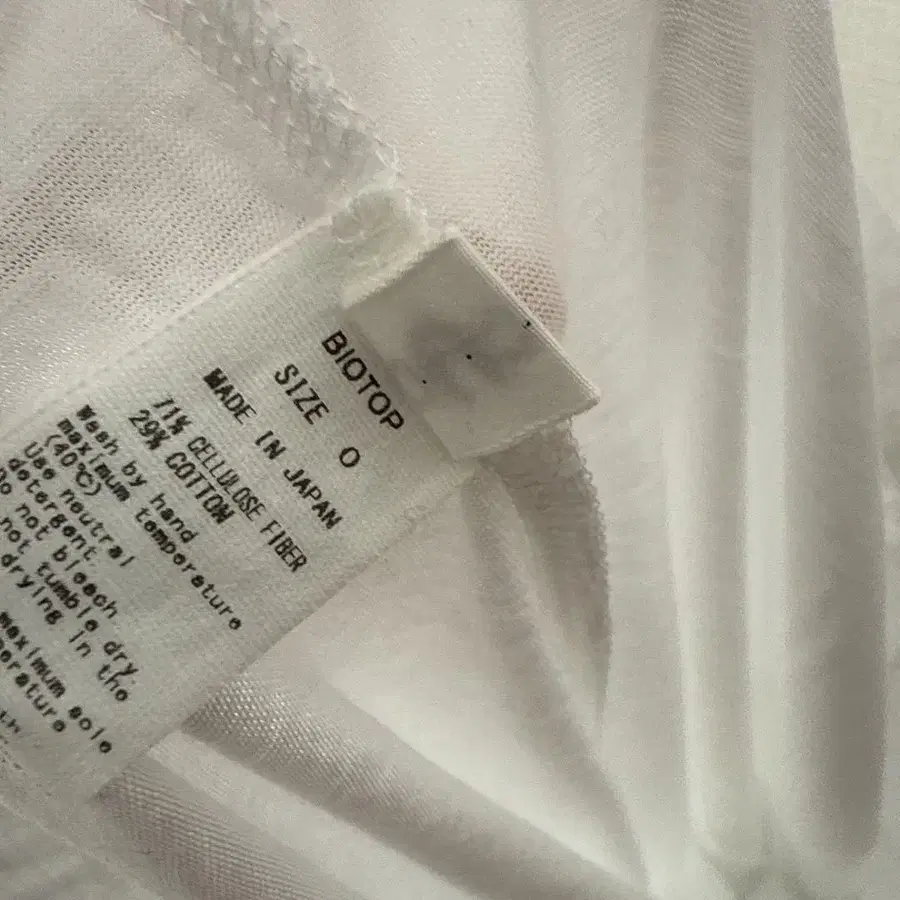 BIOTOP
SIZE 0
MADE IN JAPAN
71% CELLULOSE FIBER
29% COTTON
Wash by hand
maximum temperature
(40℃)
Use neutral
detergent.
Do not bleach
not tumble dry
drying in the
maximum sole